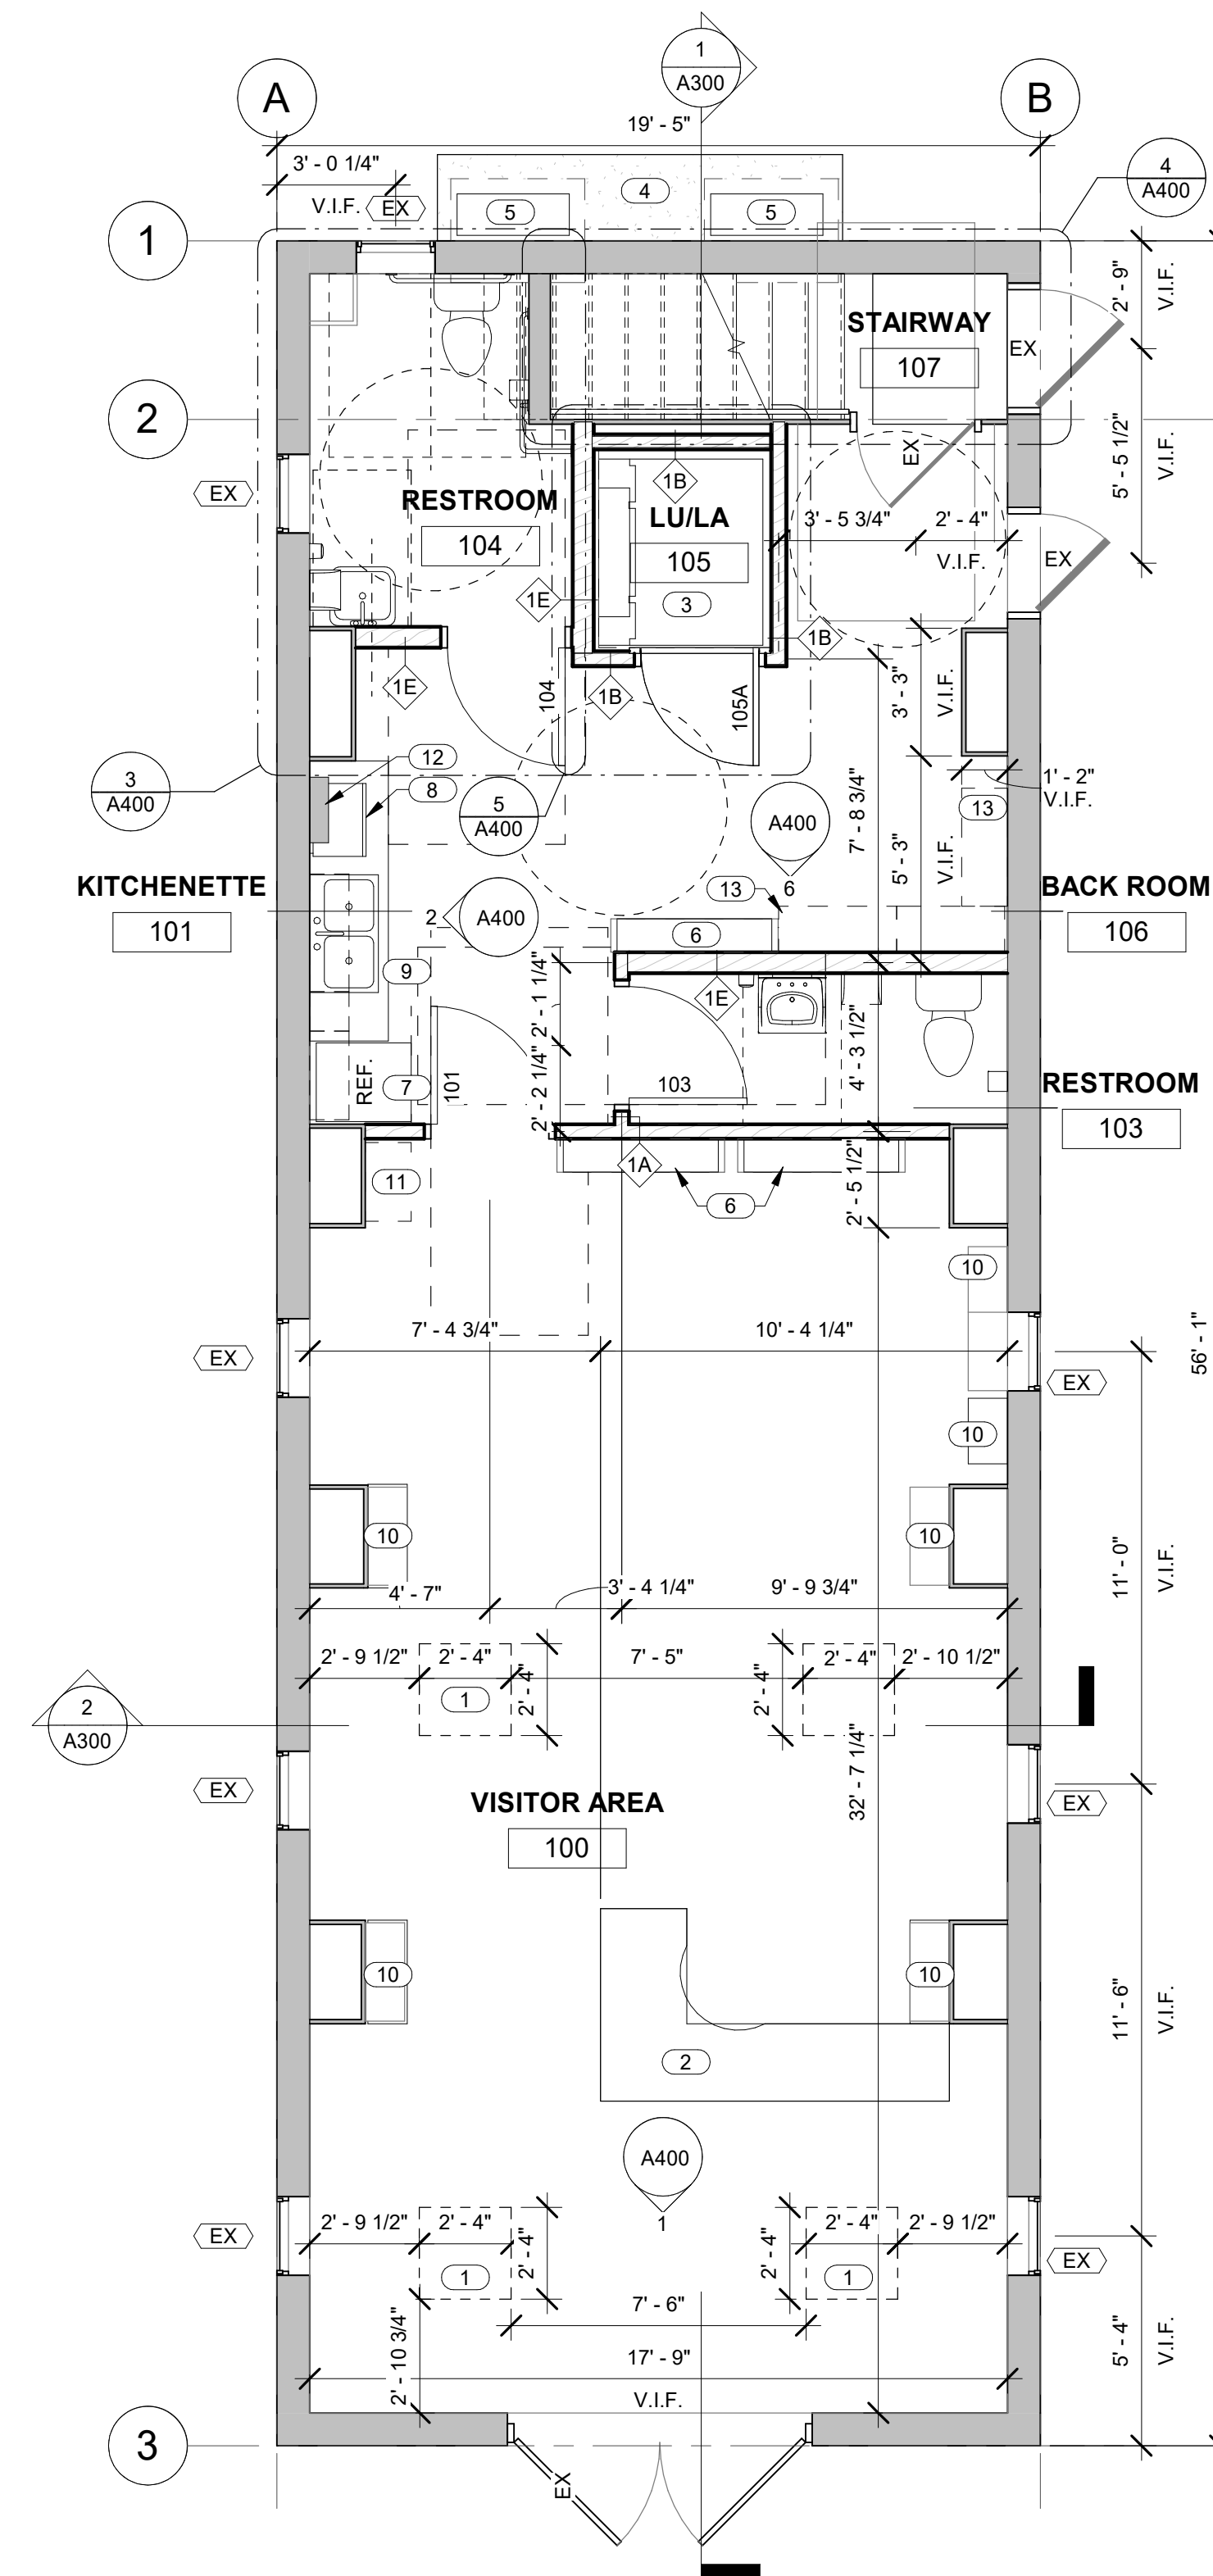 1
A300
A
B
19' - 5"
3' - 0 1/4"
V.I.F.
EX
4
A400
5
4
5
1
2' - 9"
V.I.F.
STAIRWAY
107
EX
2
EX
5' - 5 1/2"
V.I.F.
EX
RESTROOM
104
1B
LU/LA
105
3
3' - 5 3/4"
2' - 4"
V.I.F.
EX
1E
1B
1E
1B
104
105A
3' - 3"
V.I.F.
3
A400
12
8
5
A400
A400
6
7' - 8 3/4"
5' - 3"
V.I.F.
1' - 2"
V.I.F.
13
KITCHENETTE
101
2
A400
13
6
BACK ROOM
106
9
2' - 1 1/4"
1E
4' - 3 1/2"
REF.
7
101
2' - 2 1/4"
103
RESTROOM
103
11
1A
6
2' - 5 1/2"
10
7' - 4 3/4"
10' - 4 1/4"
EX
EX
56' - 1"
10
10
10
11' - 0"
V.I.F.
4' - 7"
3' - 4 1/4"
9' - 9 3/4"
2' - 9 1/2"
2' - 4"
2' - 4"
7' - 5"
2' - 4"
2' - 4"
2' - 10 1/2"
1
2
A300
32' - 7 1/4"
EX
EX
VISITOR AREA
100
10
10
11' - 6"
V.I.F.
2
A400
1
EX
2' - 9 1/2"
2' - 4"
2' - 4"
2' - 4"
2' - 4"
2' - 9 1/2"
EX
1
1
7' - 6"
2' - 10 3/4"
17' - 9"
V.I.F.
5' - 4"
V.I.F.
3
EX